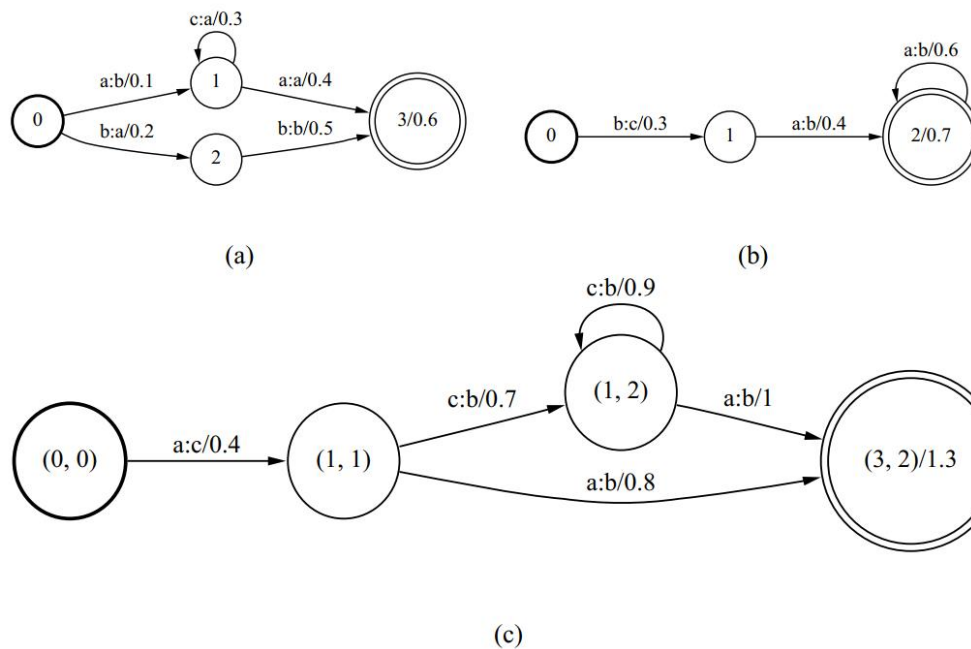 c:a/0.3
a:b/0.1
1
a:a/0.4
0
3/0.6
b:a/0.2
2
b:b/0.5
(a)
a:b/0.6
0
b:c/0.3
1
a:b/0.4
2/0.7
(b)
c:b/0.9
(0, 0)
a:c/0.4
(1, 1)
c:b/0.7
(1, 2)
a:b/1
a:b/0.8
(3, 2)/1.3
(c)